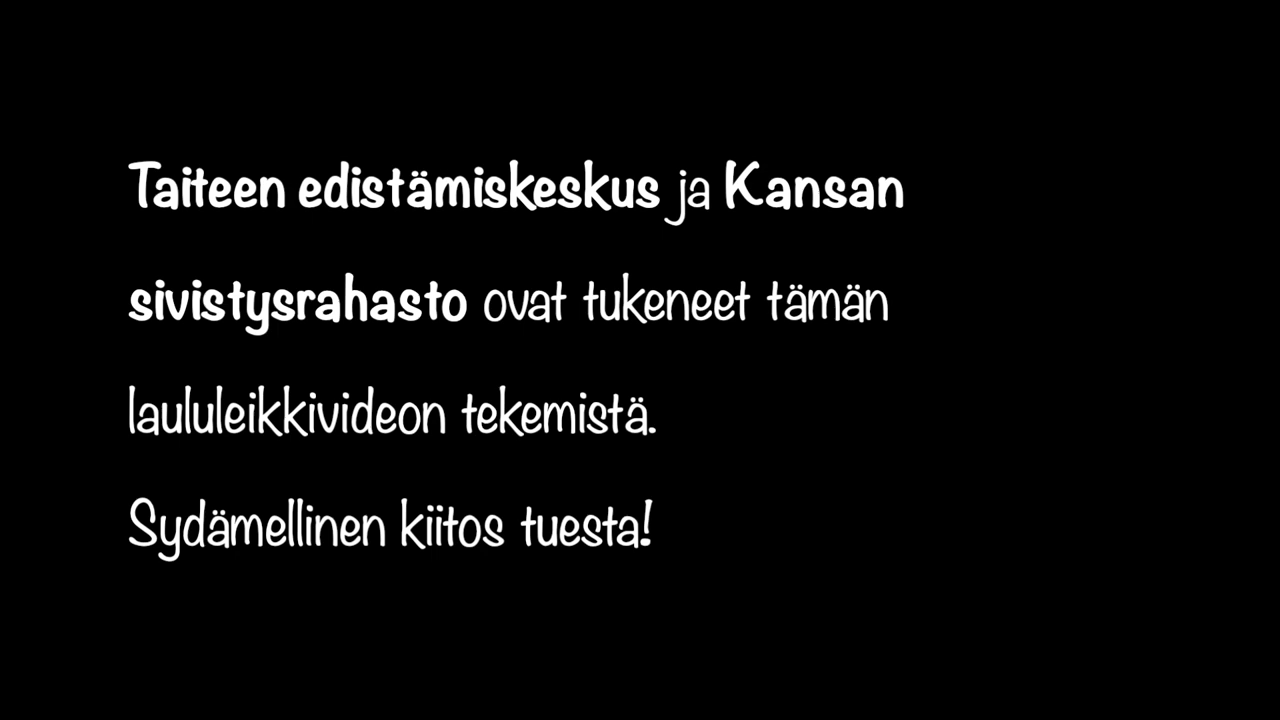 Taiteen edistämiskeskus ja Kansan
sivistysrahasto ovat tukeneet tämän
laululeikkivideon tekemistä.
Sydämellinen kiitos tuesta!